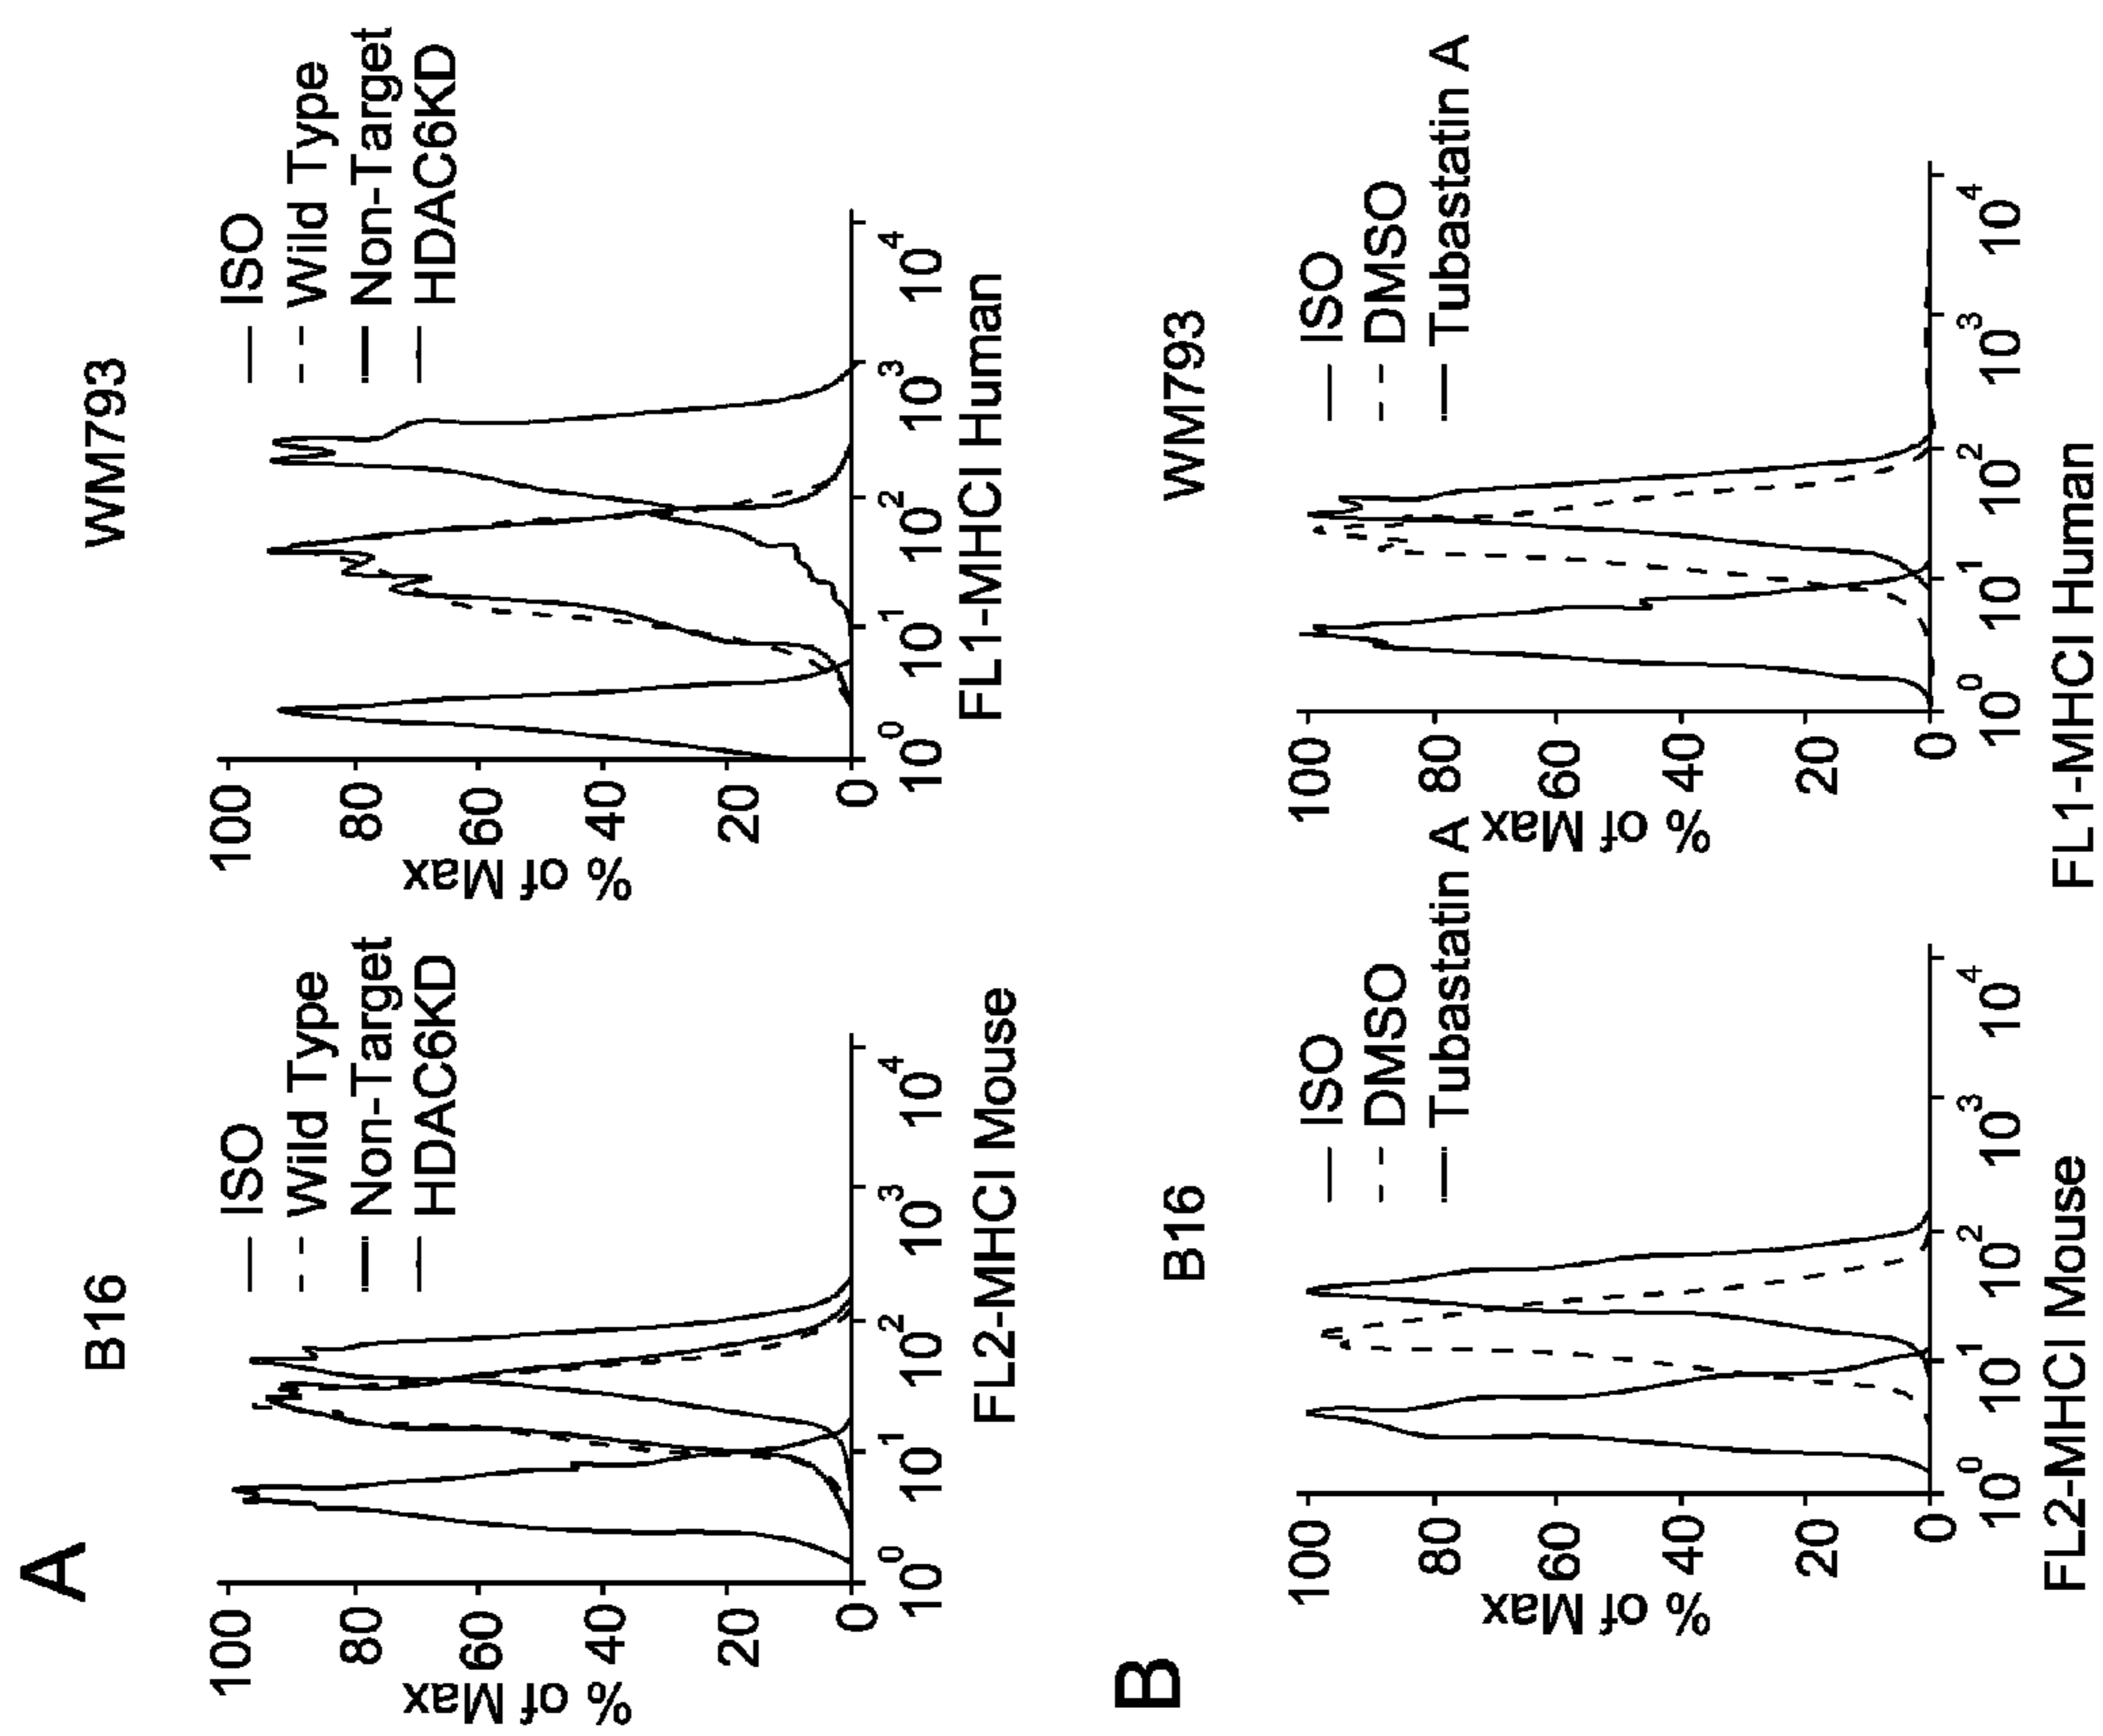 A
B16
% of Max
100
80
60
40
20
0
ISO
Wild Type
Non-Target
HDAC6KD
10^0 10^1 10^2 10^3 10^4
FL2-MHCI Mouse
WM793
% of Max
100
80
60
40
20
0
ISO
Wild Type
Non-Target
HDAC6KD
10^0 10^1 10^2 10^3 10^4
FL1-MHCI Human
B
B16
% of Max
100
80
60
40
20
0
ISO
DMSO
Tubastatin A
10^0 10^1 10^2 10^3 10^4
FL2-MHCI Mouse
WM793
% of Max
100
80
60
40
20
0
ISO
DMSO
Tubastatin A
10^0 10^1 10^2 10^3 10^4
FL1-MHCI Human